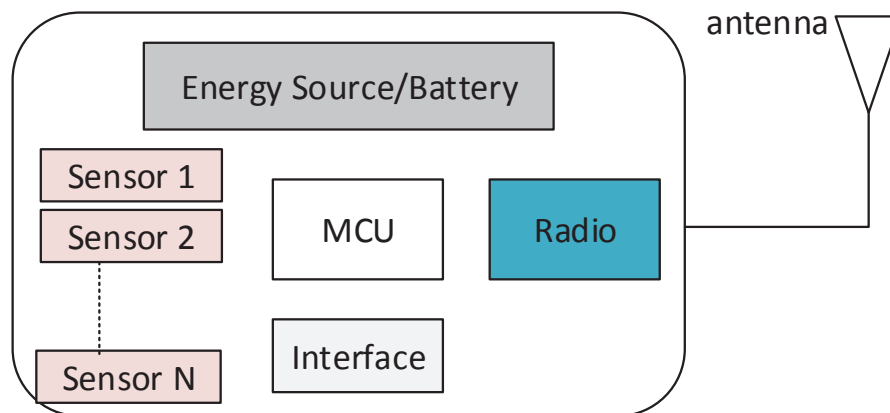 antenna
Energy Source/Battery
Sensor 1
Sensor 2
MCU
Radio
Interface
Sensor N